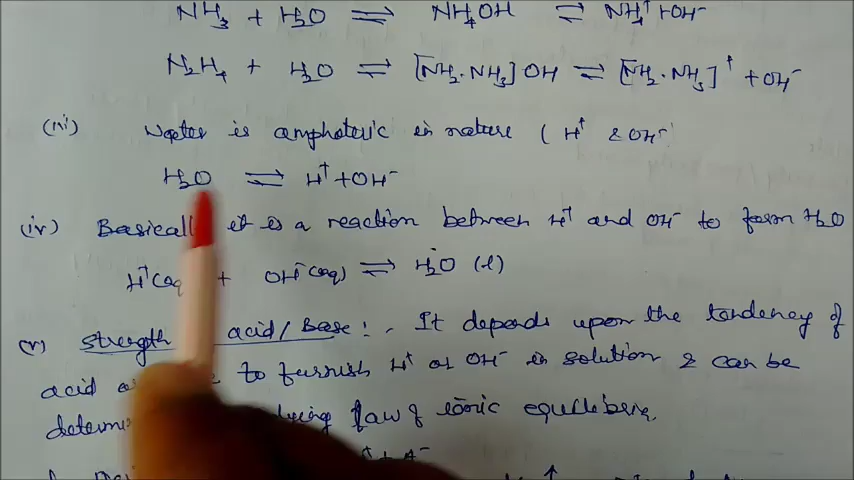 NH₃ + H₂O ⇌ NH₄OH ⇌ NH₄⁺ + OH⁻
N₂H₄ + H₂O ⇌ [NH₂·NH₃]OH ⇌ [NH₂·NH₃]⁺ + OH⁻
(iii) Water is amphoteric in nature ( H⁺ & OH⁻
H₂O ⇌ H⁺ + OH⁻
(iv) Basically it is a reaction between H⁺ and OH⁻ to form H₂O
H⁺(aq + OH⁻(aq) ⇌ H₂O (l)
(v) strength acid/Base:. It depends upon the tendency of
acid to furnish H⁺ or OH⁻ in solution & can be
determi law of ionic equilibria.